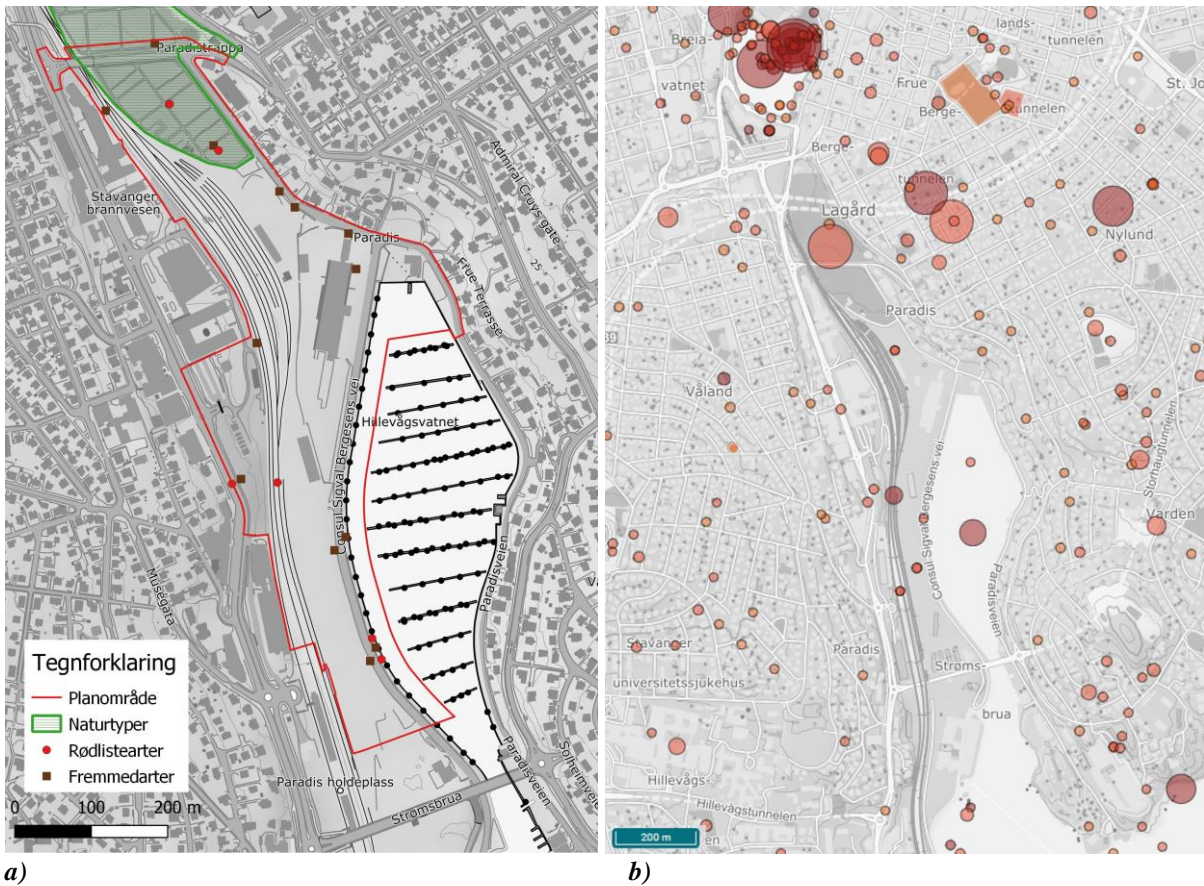 Paradistrappa
Stavanger
brannvesen
Paradis
Admiral Cruys gate
25
Frue Terrasse
Hillevågsvatnet
Consul Sigval Bergesens vei
Paradisveien
Muségata
Tegnforklaring
Planområde
Naturtyper
Rødlistearter
Fremmedarter
0 100 200 m
Paradis holdeplass
Strømsbrua
Paradisveien
a)
Breia-
vatnet
lands-
tunnelen
Frue
Berge-
tunnelen
Berge-
tunnelen
Lagård
Nylund
Paradis
Våland
Storhaugtunnelen
Varden
Consul Sigval Bergesens vei
Paradisveien
Stavanger
universitetssjukehus
Paradis
Strøms-
brua
Hillevågs-
Hillevågstunnelen
en
200 m
b)